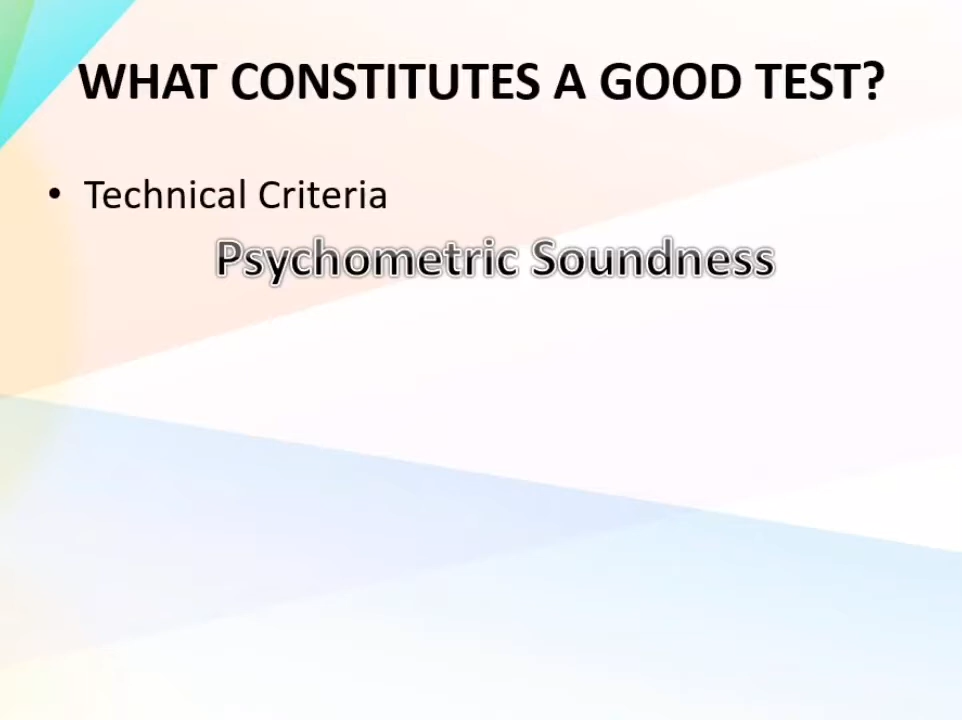 WHAT CONSTITUTES A GOOD TEST?
• Technical Criteria
Psychometric Soundness